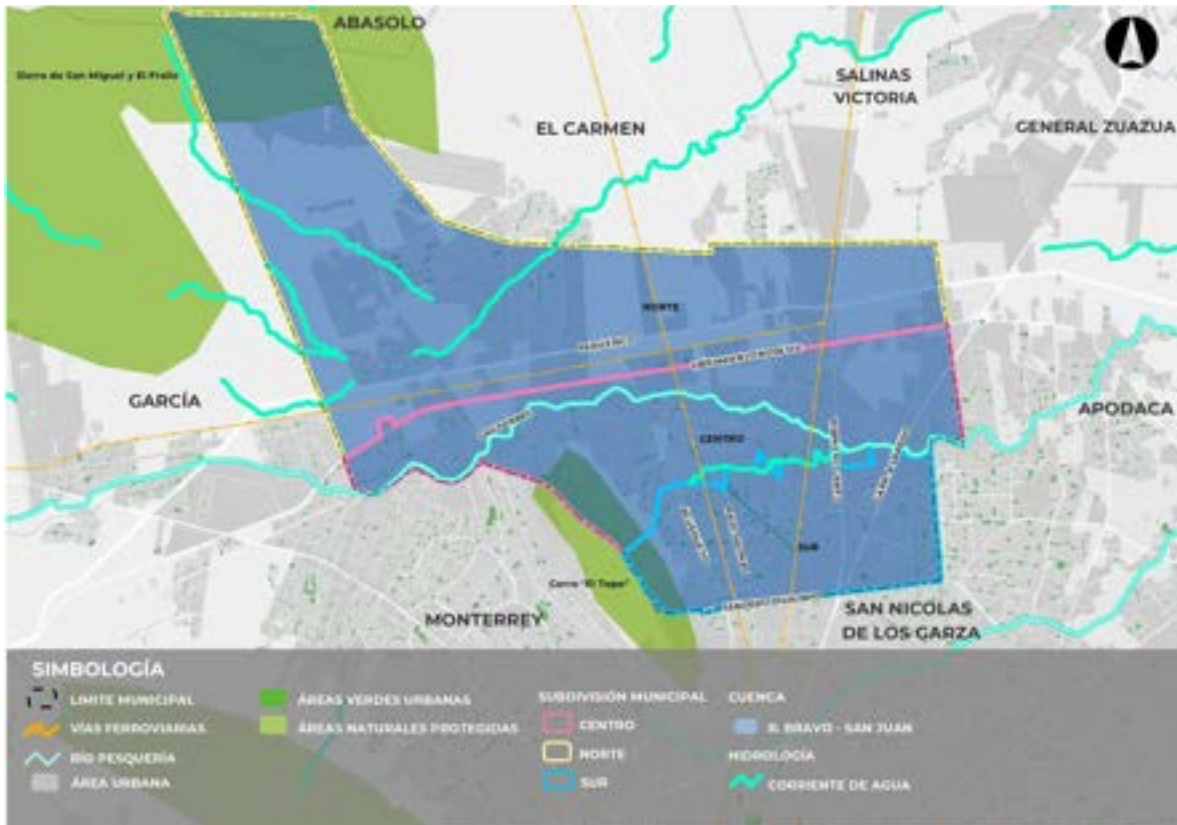 ABASOLO
Sierra de San Miguel y El Fraile
SALINAS
VICTORIA
EL CARMEN
GENERAL ZUAZUA
NORTE
GARCÍA
APODACA
CENTRO
SUR
Cerro "El Topo"
MONTERREY
SAN NICOLAS
DE LOS GARZA
SIMBOLOGÍA
LIMITE MUNICIPAL
VÍAS FERROVIARIAS
RÍO PESQUERÍA
ÁREA URBANA
ÁREAS VERDES URBANAS
ÁREAS NATURALES PROTEGIDAS
SUBDIVISIÓN MUNICIPAL
CENTRO
NORTE
SUR
CUENCA
R. BRAVO - SAN JUAN
HIDROLOGÍA
CORRIENTE DE AGUA